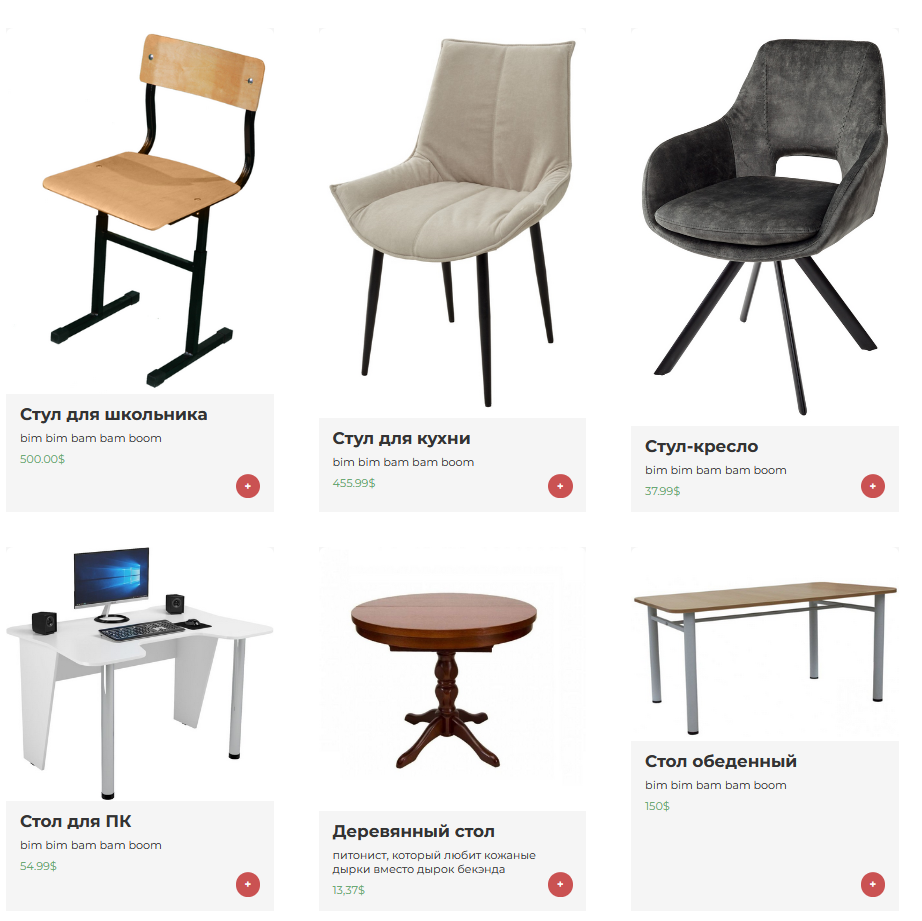 Стул для школьника
bim bim bam bam boom
500.00$
+
Стул для кухни
bim bim bam bam boom
455.99$
+
Стул-кресло
bim bim bam bam boom
37.99$
+
Стол для ПК
bim bim bam bam boom
54.99$
+
Деревянный стол
питонист, который любит кожаные
дырки вместо дырок бекэнда
13,37$
+
Стол обеденный
bim bim bam bam boom
150$
+